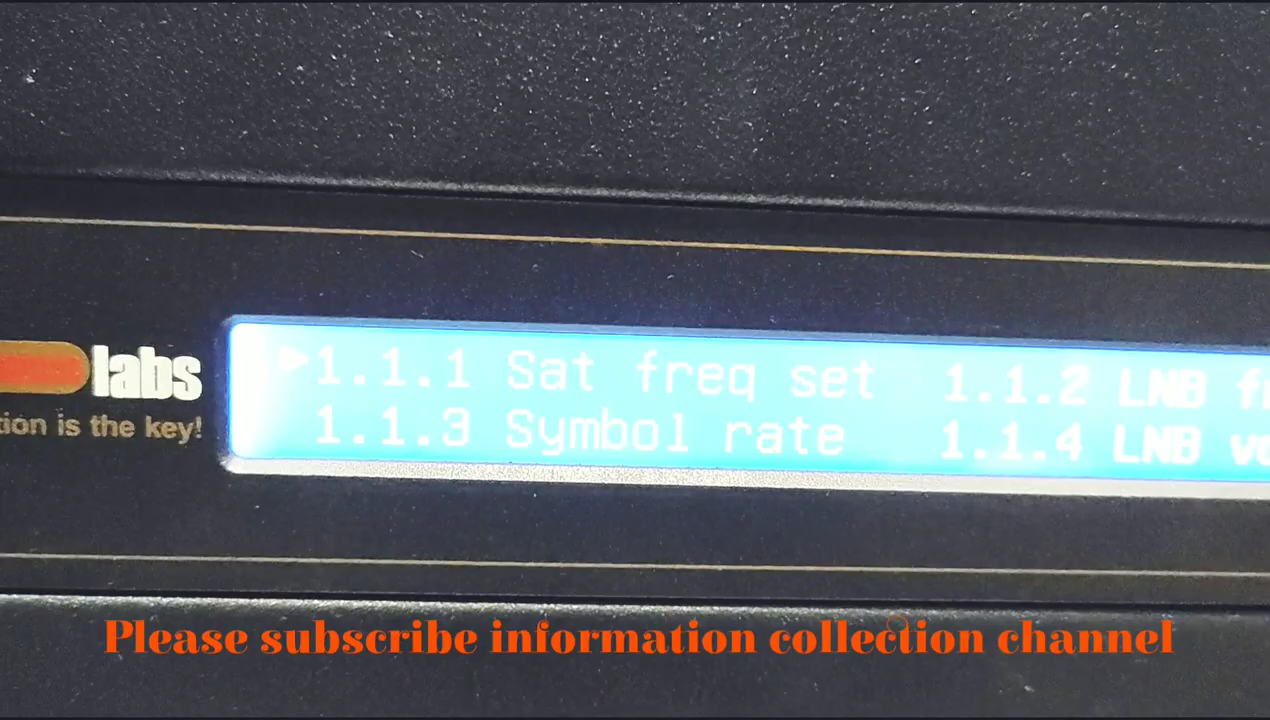 labs
is the key!
▶1.1.1 Sat freq set 1.1.2 LNB
1.1.3 Symbol rate 1.1.4 LNB
Please subscribe information collection channel